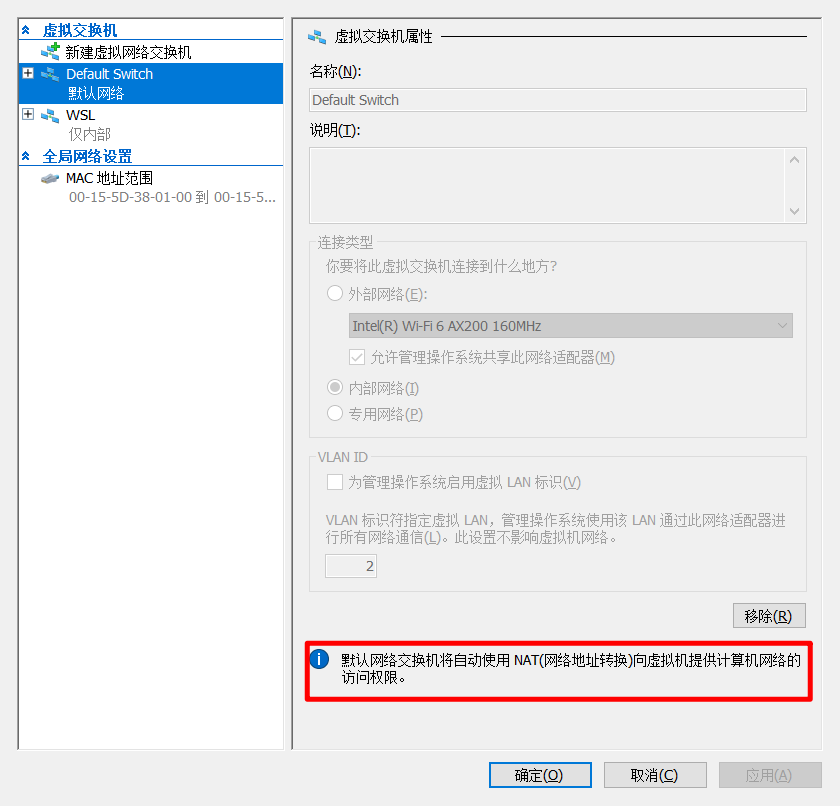 虚拟交换机
新建虚拟网络交换机
Default Switch
默认网络
WSL
仅内部
全局网络设置
MAC 地址范围
00-15-5D-38-01-00 到 00-15-5...
虚拟交换机属性
名称(N):
Default Switch
说明(T):
连接类型
你要将此虚拟交换机连接到什么地方?
外部网络(E):
Intel(R) Wi-Fi 6 AX200 160MHz
允许管理操作系统共享此网络适配器(M)
内部网络(I)
专用网络(P)
VLAN ID
为管理操作系统启用虚拟 LAN 标识(V)
VLAN 标识符指定虚拟 LAN，管理操作系统使用该 LAN 通过此网络适配器进
行所有网络通信(L)。此设置不影响虚拟机网络。
2
移除(R)
默认网络交换机将自动使用 NAT(网络地址转换)向虚拟机提供计算机网络的
访问权限。
确定(O)
取消(C)
应用(A)